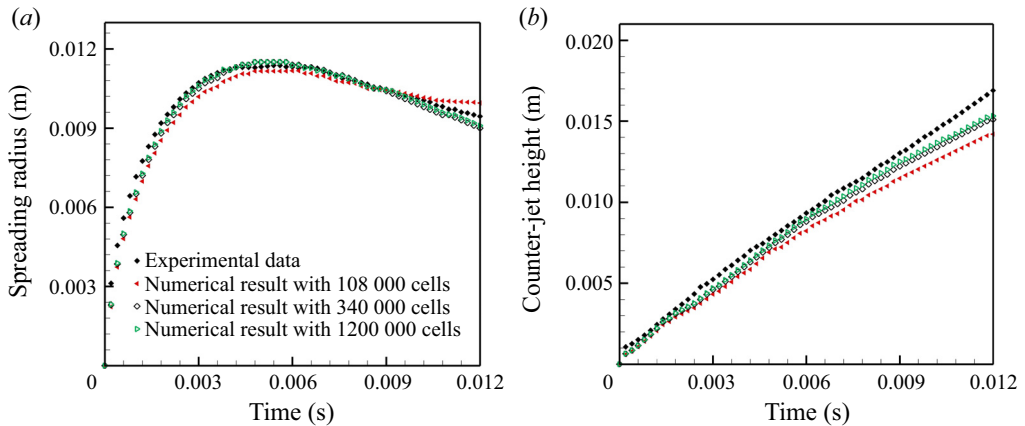 (a)
0.012
0.009
0.006
0.003
0
0.003
0.006
0.009
0.012
Spreading radius (m)
Time (s)
Experimental data
Numerical result with 108 000 cells
Numerical result with 340 000 cells
Numerical result with 1200 000 cells
(b)
0.020
0.015
0.010
0.005
0
0.003
0.006
0.009
0.012
Counter-jet height (m)
Time (s)